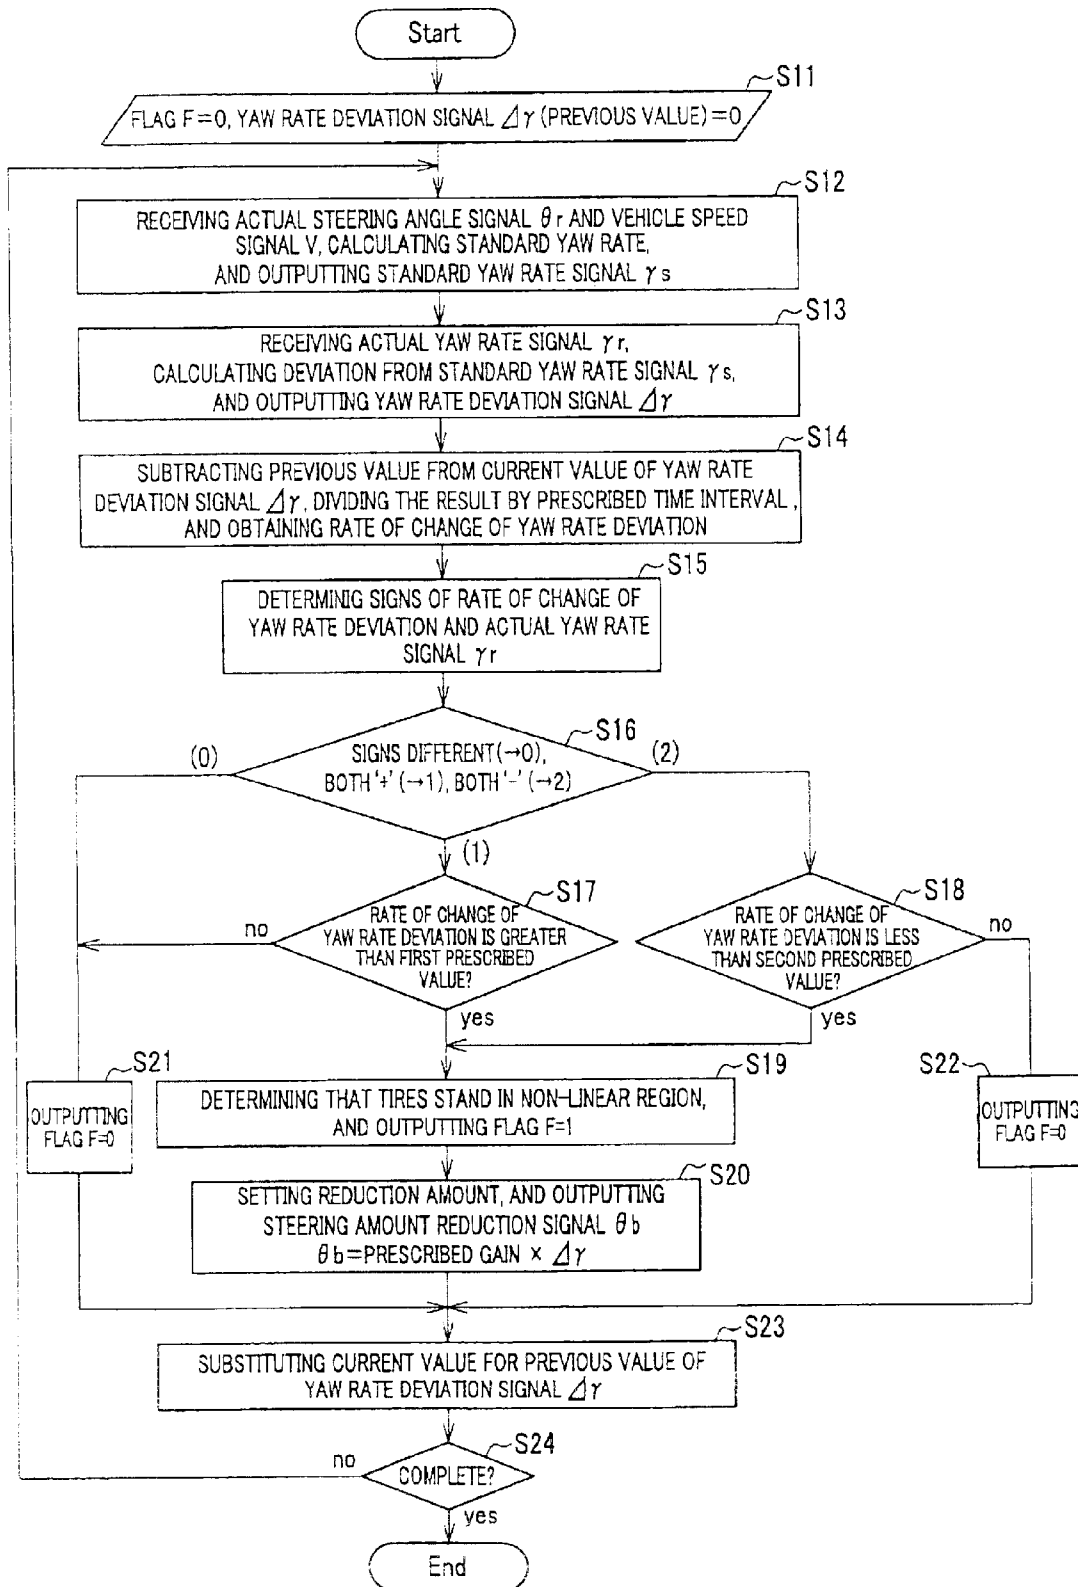 Start
S11
FLAG F=0, YAW RATE DEVIATION SIGNAL Δγ (PREVIOUS VALUE)=0
S12
RECEIVING ACTUAL STEERING ANGLE SIGNAL θr AND VEHICLE SPEED
SIGNAL V, CALCULATING STANDARD YAW RATE,
AND OUTPUTING STANDARD YAW RATE SIGNAL γs
S13
RECEIVING ACTUAL YAW RATE SIGNAL γr,
CALCULATING DEVIATION FROM STANDARD YAW RATE SIGNAL γs,
AND OUTPUTTING YAW RATE DEVIATION SIGNAL Δγ
S14
SUBTRACTING PREVIOUS VALUE FROM CURRENT VALUE OF YAW RATE
DEVIATION SIGNAL Δγ, DIVIDING THE RESULT BY PRESCRIBED TIME INTERVAL,
AND OBTAINING RATE OF CHANGE OF YAW RATE DEVIATION
S15
DETERMINIG SIGNS OF RATE OF CHANGE OF
YAW RATE DEVIATION AND ACTUAL YAW RATE
SIGNAL γr
S16
(0)
SIGNS DIFFERENT(→0),
BOTH '+' (→1), BOTH '-' (→2)
(2)
(1)
S17
RATE OF CHANGE OF
YAW RATE DEVIATION IS GREATER
THAN FIRST PRESCRIBED
VALUE?
no
yes
S18
RATE OF CHANGE OF
YAW RATE DEVIATION IS LESS
THAN SECOND PRESCRIBED
VALUE?
no
yes
S21
OUTPUTTING
FLAG F=0
S19
DETERMINING THAT TIRES STAND IN NON-LINEAR REGION,
AND OUTPUTTING FLAG F=1
S22
OUTPUTTING
FLAG F=0
S20
SETTING REDUCTION AMOUNT, AND OUTPUTTING
STEERING AMOUNT REDUCTION SIGNAL θb
θb=PRESCRIBED GAIN × Δγ
S23
SUBSTITUTING CURRENT VALUE FOR PREVIOUS VALUE OF
YAW RATE DEVIATION SIGNAL Δγ
S24
no
COMPLETE?
yes
End